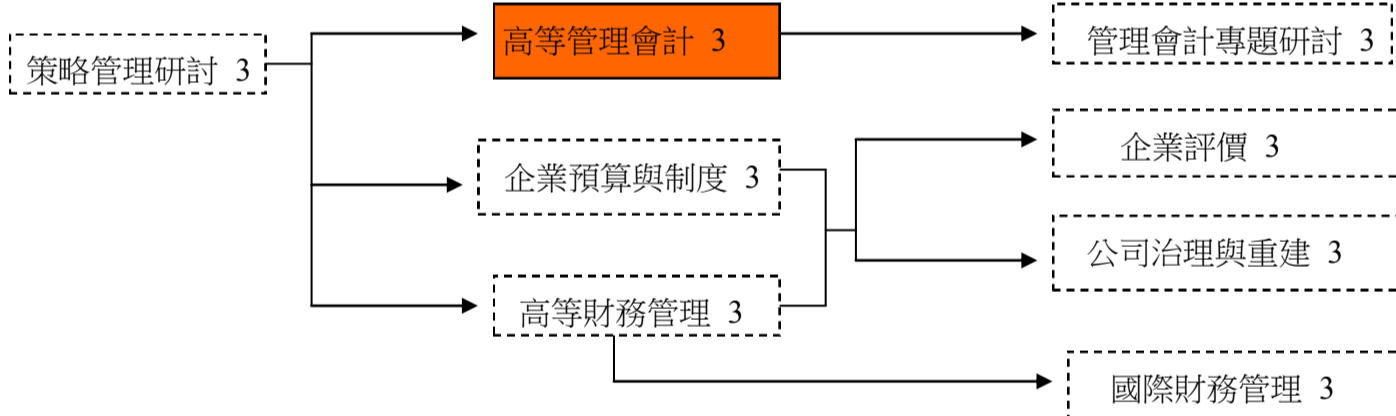 高等管理會計 3
管理會計專題研討 3
策略管理研討 3
企業評價 3
企業預算與制度 3
公司治理與重建 3
高等財務管理 3
國際財務管理 3